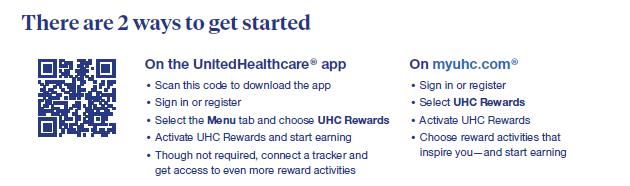 There are 2 ways to get started
On the UnitedHealthcare® app
• Scan this code to download the app
• Sign in or register
• Select the Menu tab and choose UHC Rewards
• Activate UHC Rewards and start earning
• Though not required, connect a tracker and
get access to even more reward activities
On myuhc.com®
• Sign in or register
• Select UHC Rewards
• Activate UHC Rewards
• Choose reward activities that
inspire you—and start earning